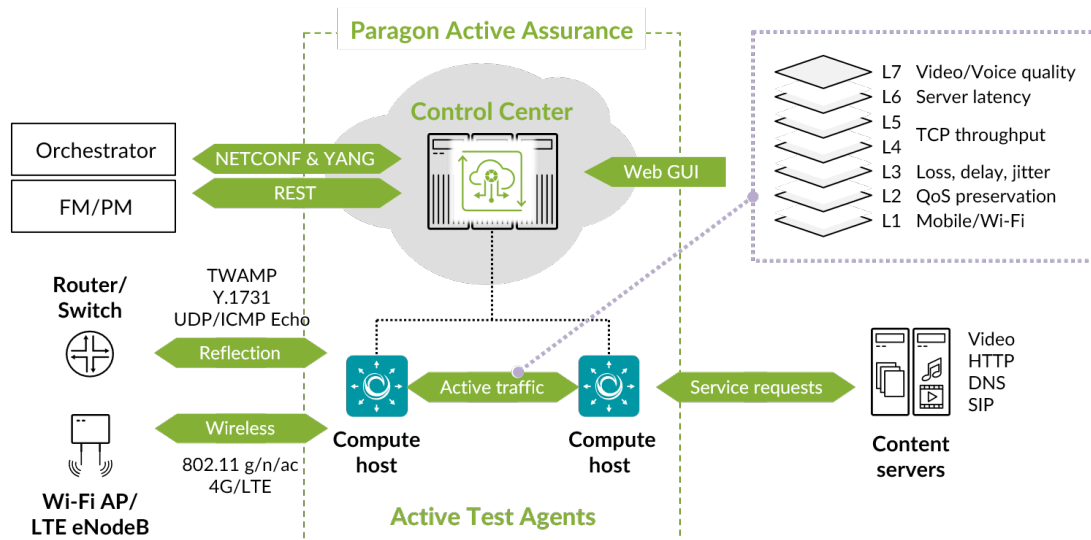 Paragon Active Assurance
Control Center
Orchestrator
FM/PM
NETCONF & YANG
REST
Web GUI
L7 Video/Voice quality
L6 Server latency
L5
TCP throughput
L4
L3 Loss, delay, jitter
L2 QoS preservation
L1 Mobile/Wi-Fi
Router/
Switch
TWAMP
Y.1731
UDP/ICMP Echo
Reflection
Active traffic
Service requests
Video
HTTP
DNS
SIP
Wireless
802.11 g/n/ac
4G/LTE
Compute
host
Compute
host
Content
servers
Wi-Fi AP/
LTE eNodeB
Active Test Agents